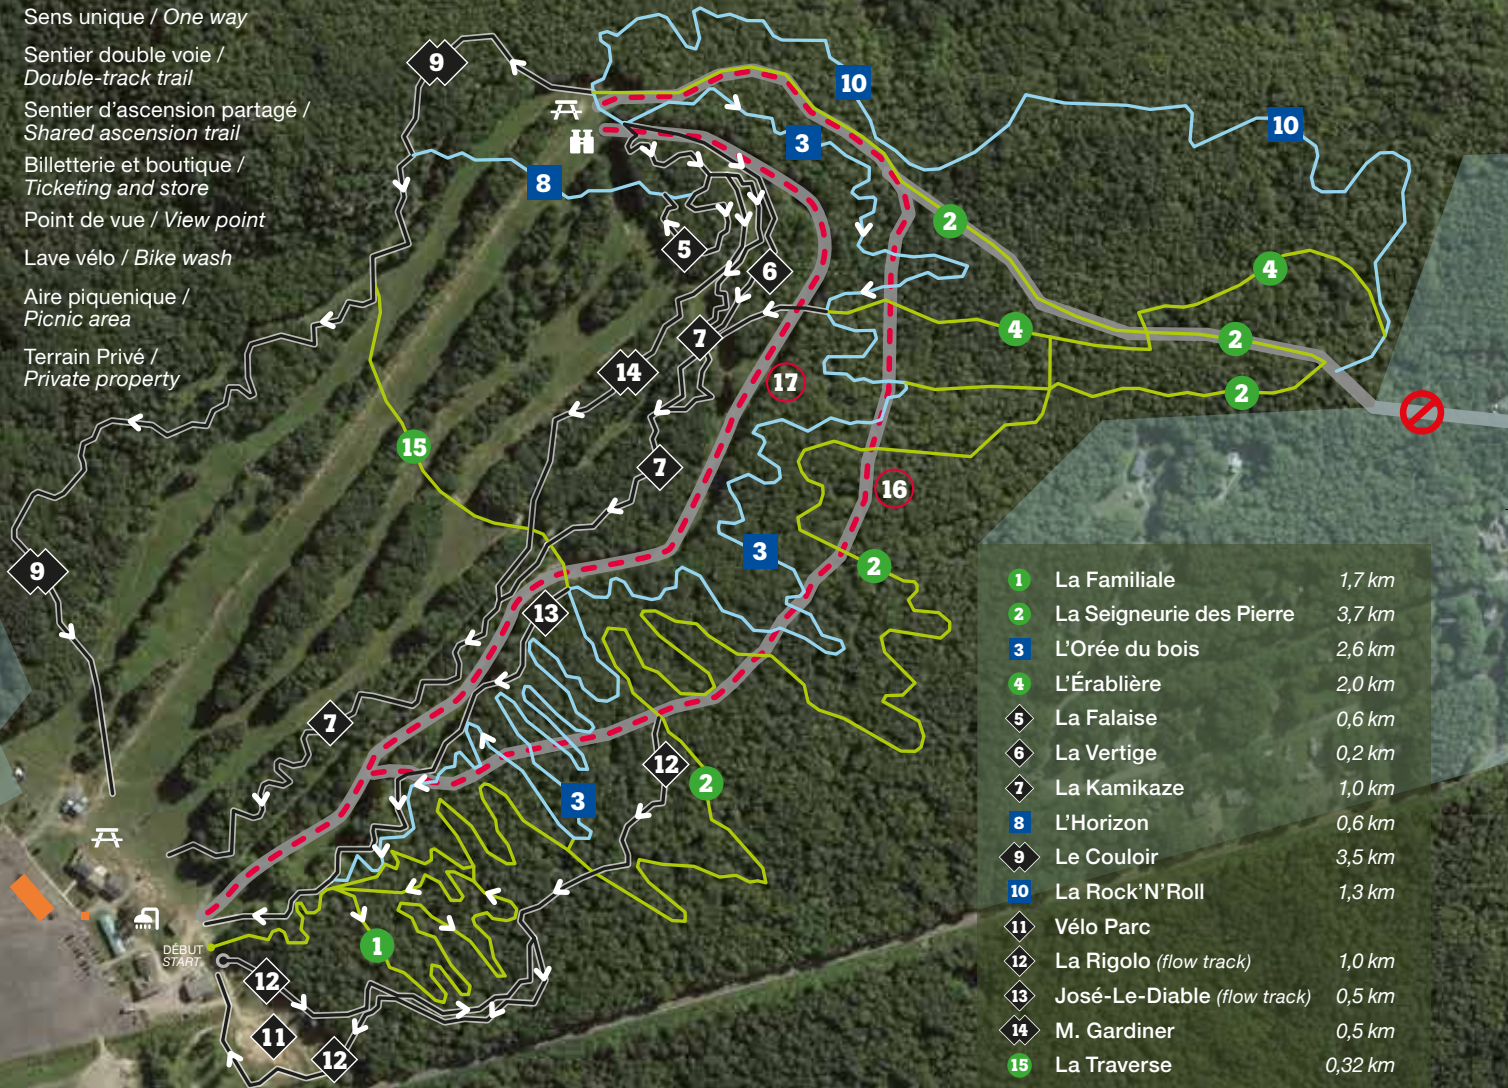 Sens unique / One way
Sentier double voie /
Double-track trail
Sentier d'ascension partagé /
Shared ascension trail
Billetterie et boutique /
Ticketing and store
Point de vue / View point
Lave vélo / Bike wash
Aire piquenique /
Picnic area
Terrain Privé /
Private property
9
10
10
3
8
2
5
6
4
4
7
2
14
17
2
15
7
16
3
2
9
13
7
12
2
3
1
DÉBUT
START
12
11
12
1 La Familiale 1,7 km
2 La Seigneurie des Pierre 3,7 km
3 L'Orée du bois 2,6 km
4 L'Érablière 2,0 km
5 La Falaise 0,6 km
6 La Vertige 0,2 km
7 La Kamikaze 1,0 km
8 L'Horizon 0,6 km
9 Le Couloir 3,5 km
10 La Rock'N'Roll 1,3 km
11 Vélo Parc
12 La Rigolo (flow track) 1,0 km
13 José-Le-Diable (flow track) 0,5 km
14 M. Gardiner 0,5 km
15 La Traverse 0,32 km